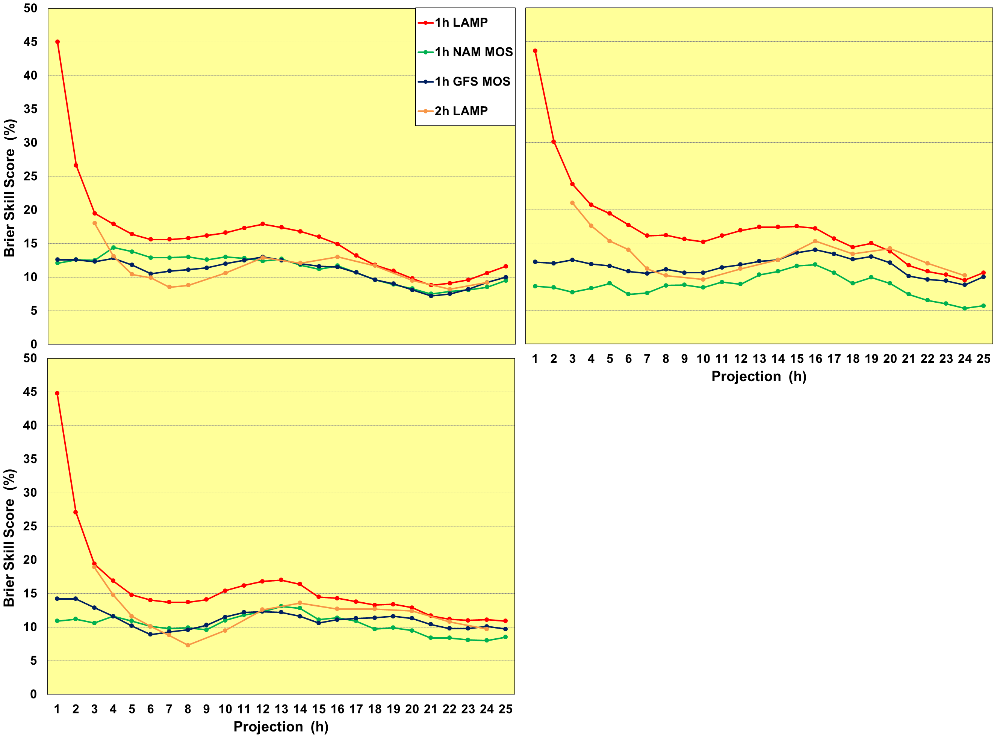 50
45
40
35
30
25
20
15
10
5
0
Brier Skill Score (%)
1h LAMP
1h NAM MOS
1h GFS MOS
2h LAMP
1 2 3 4 5 6 7 8 9 10 11 12 13 14 15 16 17 18 19 20 21 22 23 24 25
Projection (h)
50
45
40
35
30
25
20
15
10
5
0
Brier Skill Score (%)
1 2 3 4 5 6 7 8 9 10 11 12 13 14 15 16 17 18 19 20 21 22 23 24 25
Projection (h)